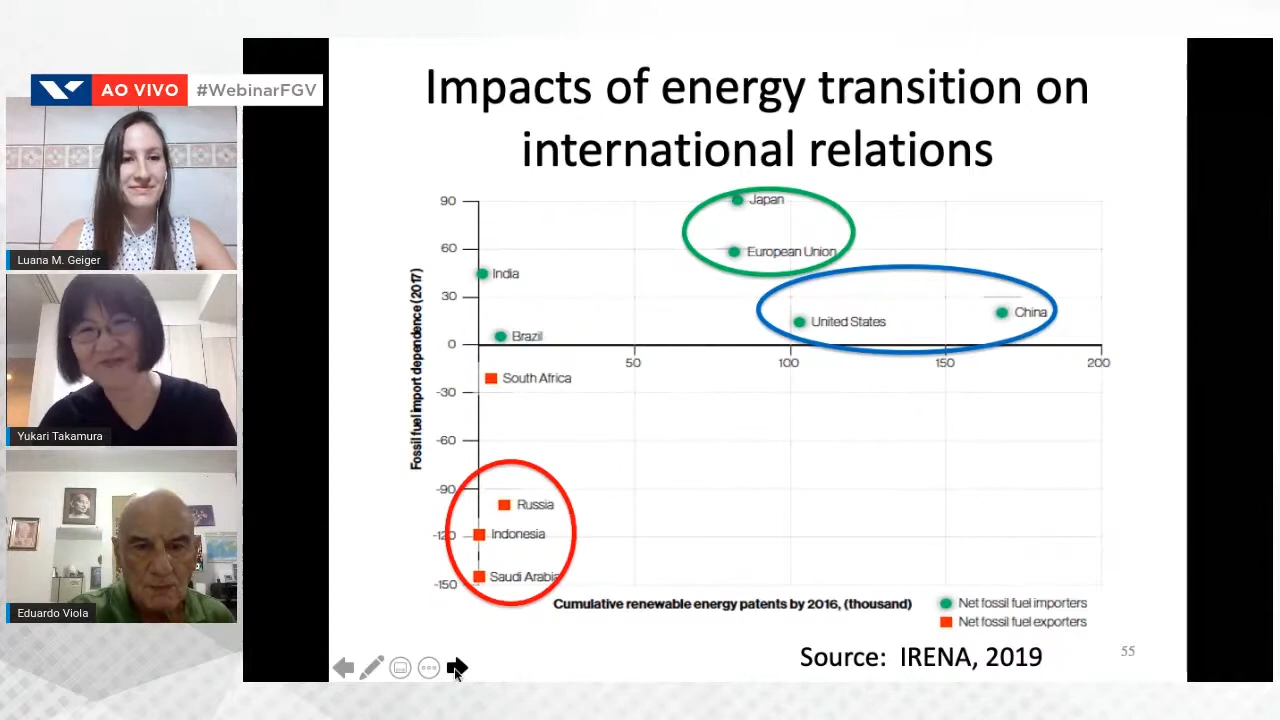 AO VIVO #WebinarFGV
Luana M. Geiger
Yukari Takamura
Eduardo Viola
Impacts of energy transition on
international relations
Fossil fuel import dependence (2017)
90
60
30
0
-30
-60
-90
-120
-150
50
100
150
200
Japan
European Union
India
United States
China
Brazil
South Africa
Russia
Indonesia
Saudi Arabia
Cumulative renewable energy patents by 2016, (thousand)
Net fossil fuel importers
Net fossil fuel exporters
Source: IRENA, 2019
55